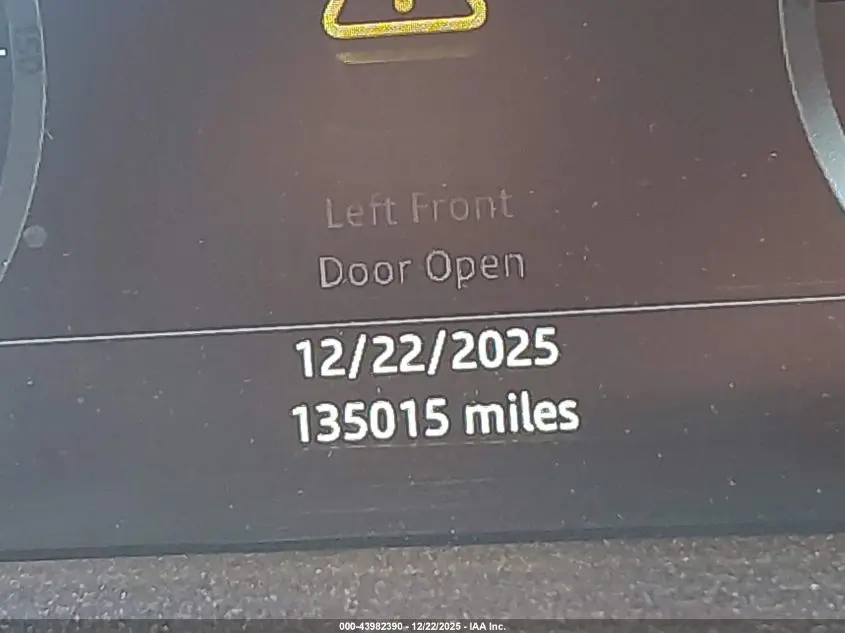 Left Front
Door Open
12/22/2025
135015 miles
000-43982390 - 12/22/2025 - IAA Inc.